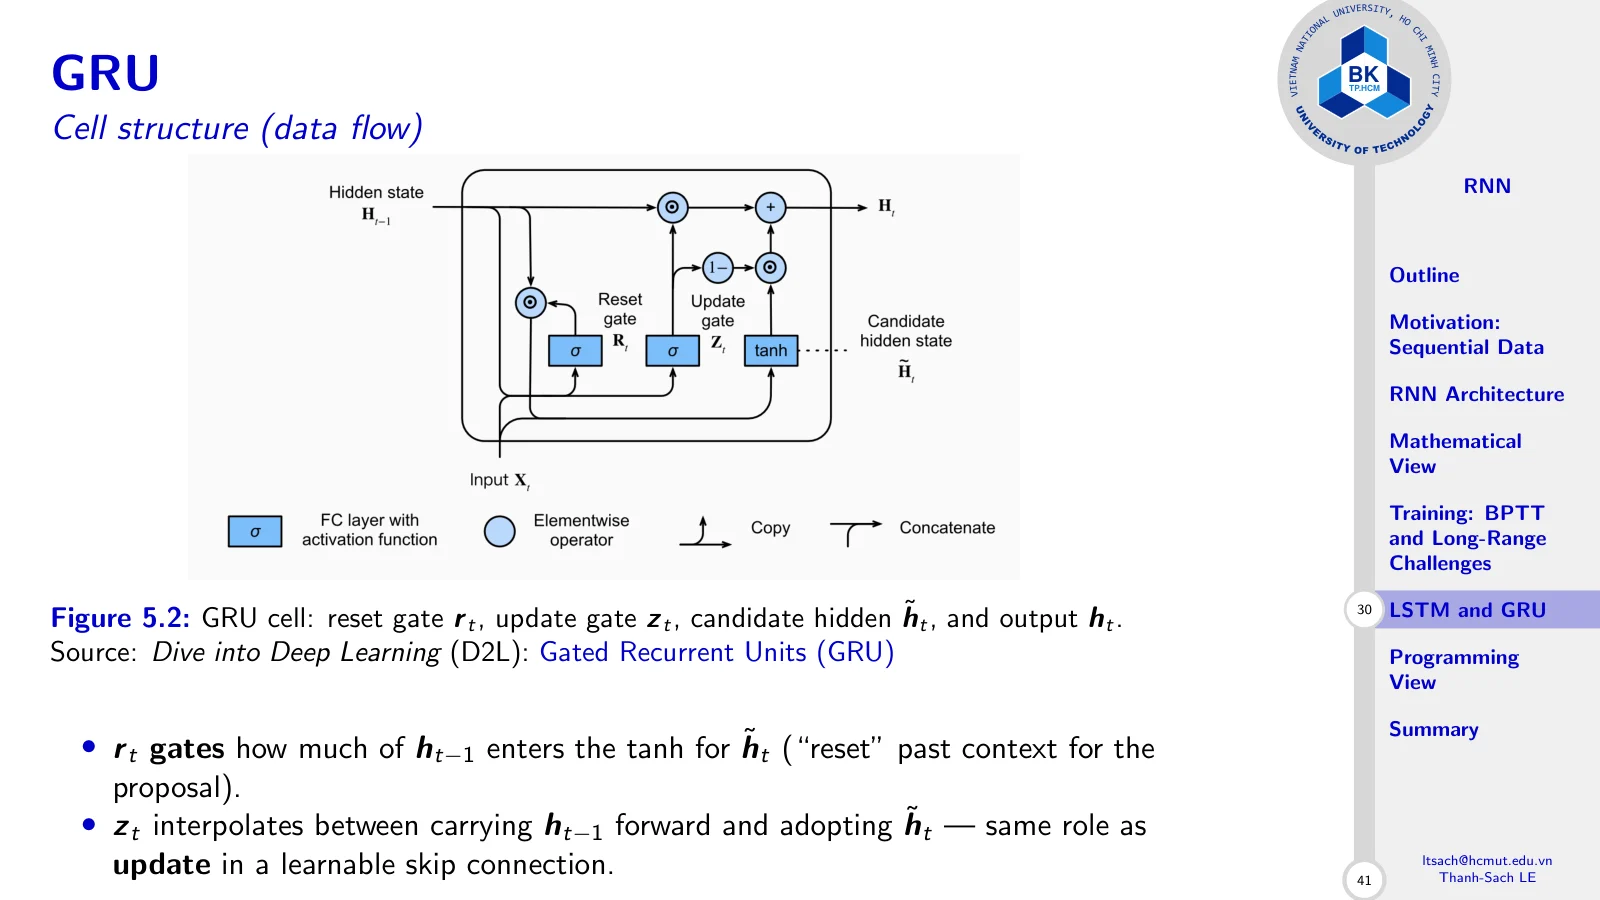 GRU
Cell structure (data flow)
Hidden state
H_{t−1}
H_t
1−
+
Reset
gate
R_t
Update
gate
Z_t
σ
σ
tanh
Candidate
hidden state
H̃_t
Input X_t
σ
FC layer with
activation function
Elementwise
operator
Copy
Concatenate
Figure 5.2: GRU cell: reset gate r_t, update gate z_t, candidate hidden h̃_t, and output h_t.
Source: Dive into Deep Learning (D2L): Gated Recurrent Units (GRU)
• r_t gates how much of h_{t−1} enters the tanh for h̃_t (“reset” past context for the
proposal).
• z_t interpolates between carrying h_{t−1} forward and adopting h̃_t — same role as
update in a learnable skip connection.
VIETNAM NATIONAL UNIVERSITY, HO CHI MINH CITY
BK
TP.HCM
UNIVERSITY OF TECHNOLOGY
RNN
Outline
Motivation:
Sequential Data
RNN Architecture
Mathematical
View
Training: BPTT
and Long-Range
Challenges
30
LSTM and GRU
Programming
View
Summary
41
ltsach@hcmut.edu.vn
Thanh-Sach LE